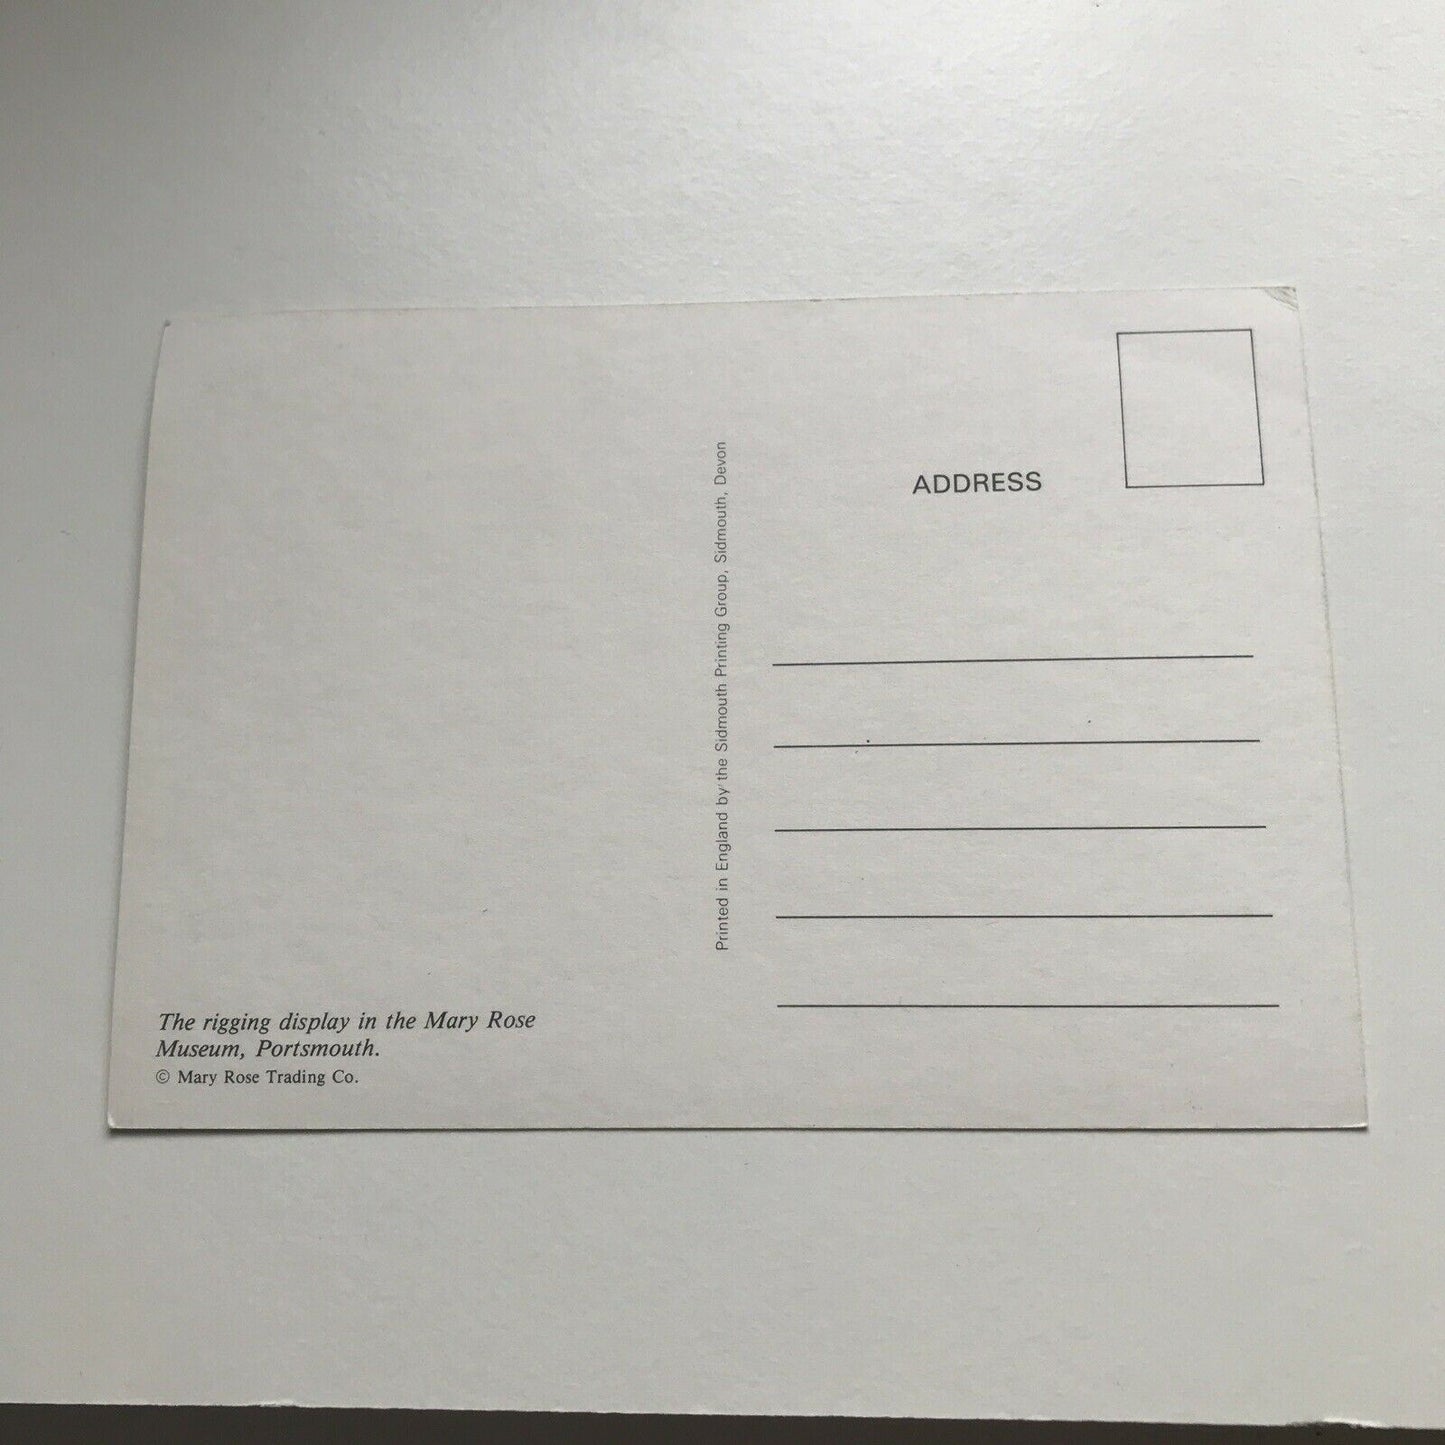 The rigging display in the Mary Rose
Museum, Portsmouth.
© Mary Rose Trading Co.
Printed in England by the Sidmouth Printing Group, Sidmouth, Devon
ADDRESS